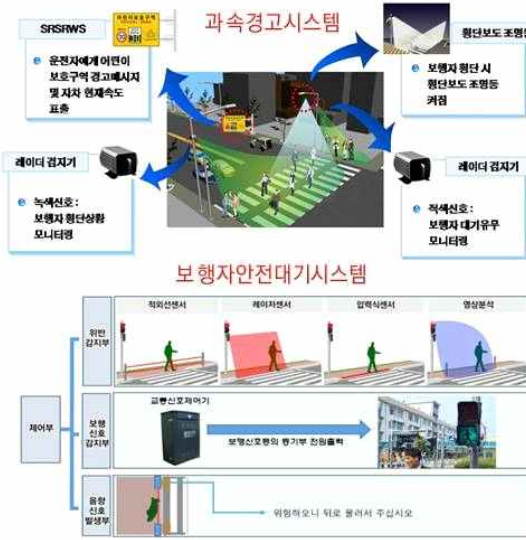 과속경고시스템
SRSRWS
운전자에게 어린이
보호구역 경고메시지
및 자차 현재속도
표출
횡단보도 조명등
보행자 횡단 시
횡단보도 조명등
켜짐
레이더 검지기
녹색신호 :
보행자 횡단상황
모니터링
레이더 검지기
적색신호 :
보행자 대기유무
모니터링
보행자안전대기시스템
제어부
위반
감지부
적외선센서
레이저센서
압력식센서
영상분석
보행
신호
감지부
교통신호제어기
보행신호등의 등기부 전원출력
음향
신호
발생부
위험하오니 뒤로 물러서 주십시오